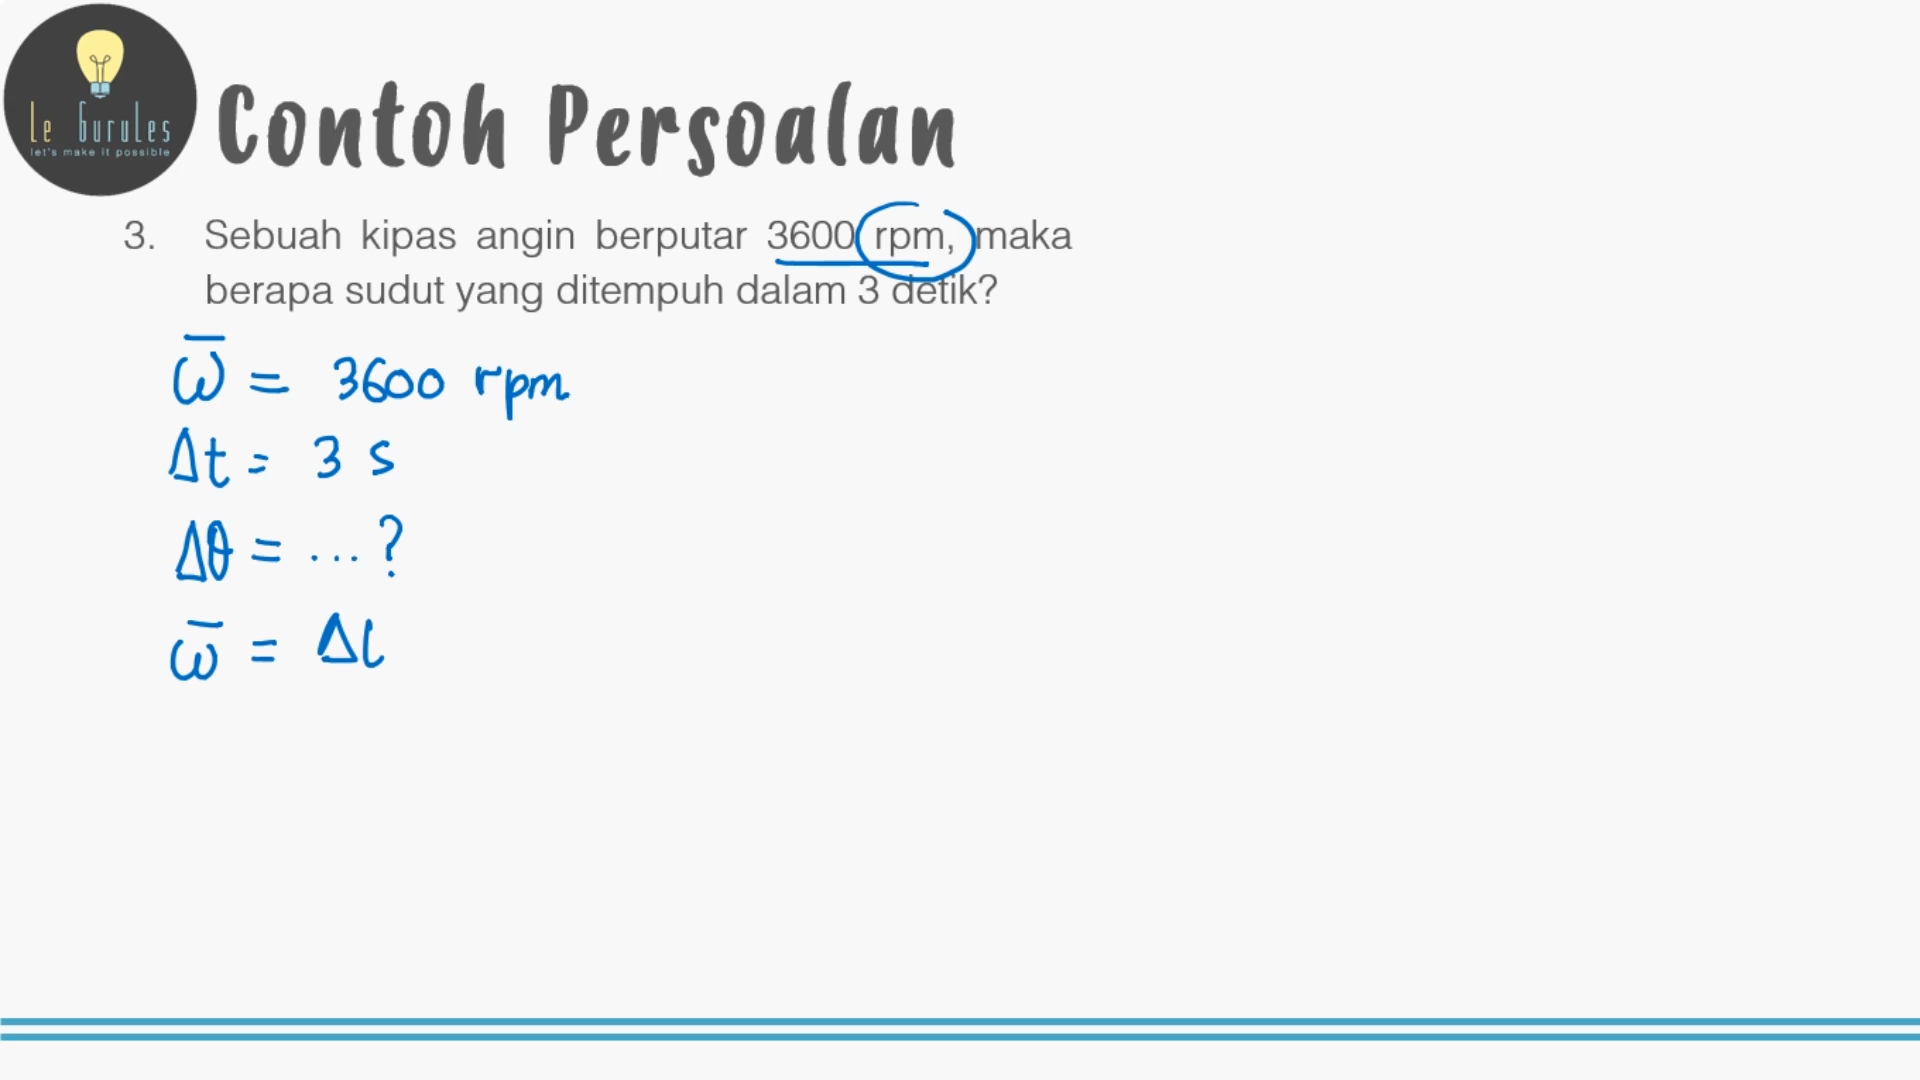 Le Gurules
let's make it possible
Contoh Persoalan
3. Sebuah kipas angin berputar 3600 rpm, maka
berapa sudut yang ditempuh dalam 3 detik?
ω̅ = 3600 rpm
Δt = 3 s
Δθ = ...?
ω̅ = Δ